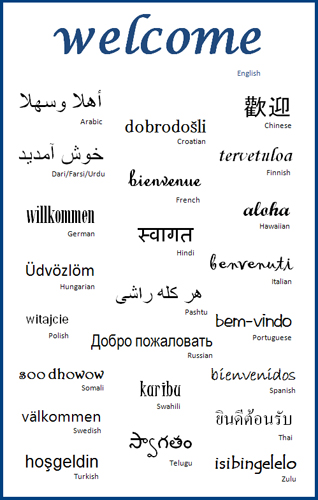 welcome
English
أهلا وسهلا
Arabic
歡迎
Chinese
dobrodošli
Croatian
خوش آمدید
Dari/Farsi/Urdu
tervetuloa
Finnish
bienvenue
French
willkommen
German
aloha
Hawaiian
स्वागत
Hindi
Üdvözlöm
Hungarian
benvenuti
Italian
هر کله راشی
Pashtu
witajcie
Polish
bem-vindo
Portuguese
Добро пожаловать
Russian
soo dhowow
Somali
bienvenidos
Spanish
karibu
Swahili
välkommen
Swedish
ยินดีต้อนรับ
Thai
స్వాగతం
Telugu
hoşgeldin
Turkish
isibingelelo
Zulu